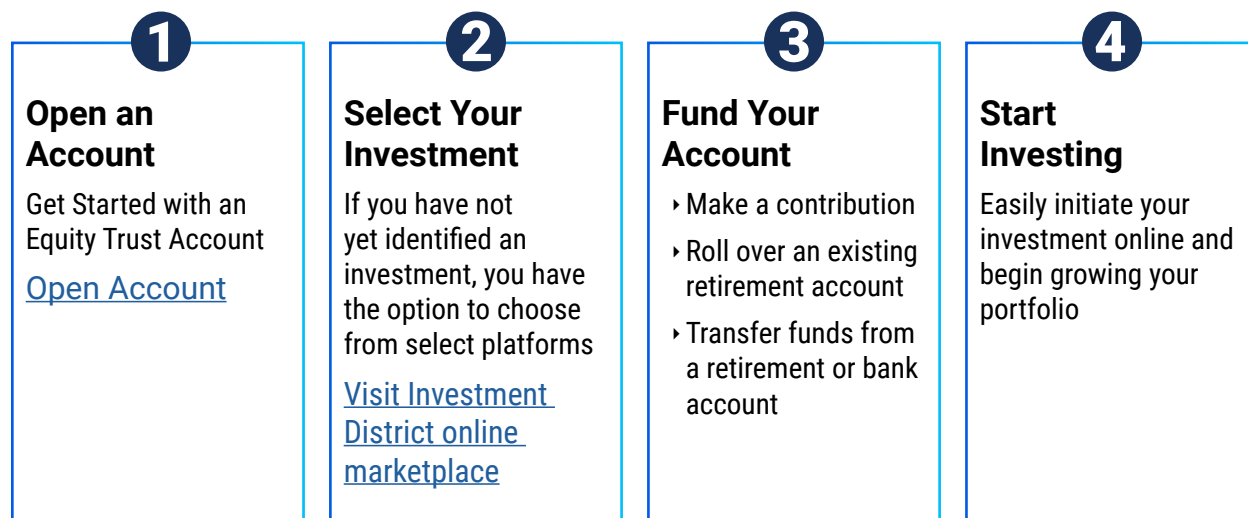 1
Open an
Account
Get Started with an
Equity Trust Account
Open Account
2
Select Your
Investment
If you have not
yet identified an
investment, you have
the option to choose
from select platforms
Visit Investment
District online
marketplace
3
Fund Your
Account
‣ Make a contribution
‣ Roll over an existing
retirement account
‣ Transfer funds from
a retirement or bank
account
4
Start
Investing
Easily initiate your
investment online and
begin growing your
portfolio